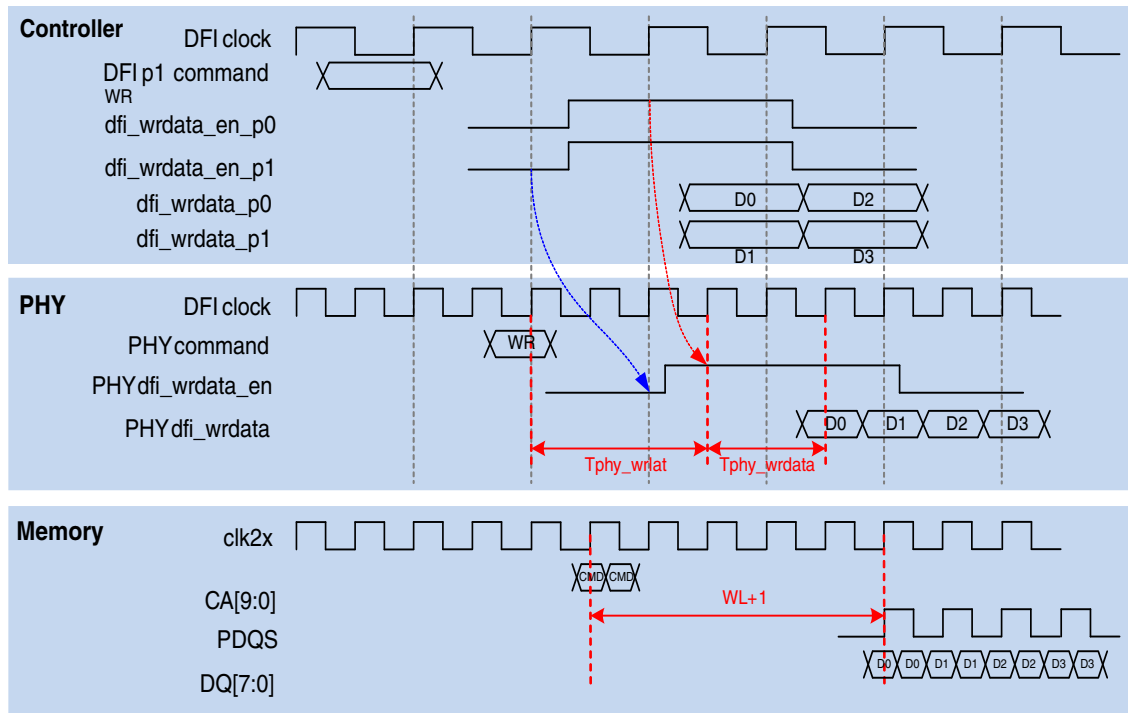 Controller
DFI clock
DFI p1 command
WR
dfi_wrdata_en_p0
dfi_wrdata_en_p1
dfi_wrdata_p0 D0 D2
dfi_wrdata_p1
D1 D3
PHY
DFI clock
PHY command WR
PHY dfi_wrdata_en
PHY dfi_wrdata D0 D1 D2 D3
Tphy_wrlat Tphy_wrdata
Memory
clk2x
CMD CMD
CA[9:0]
WL+1
PDQS
D0 D0 D1 D1 D2 D2 D3 D3
DQ[7:0]